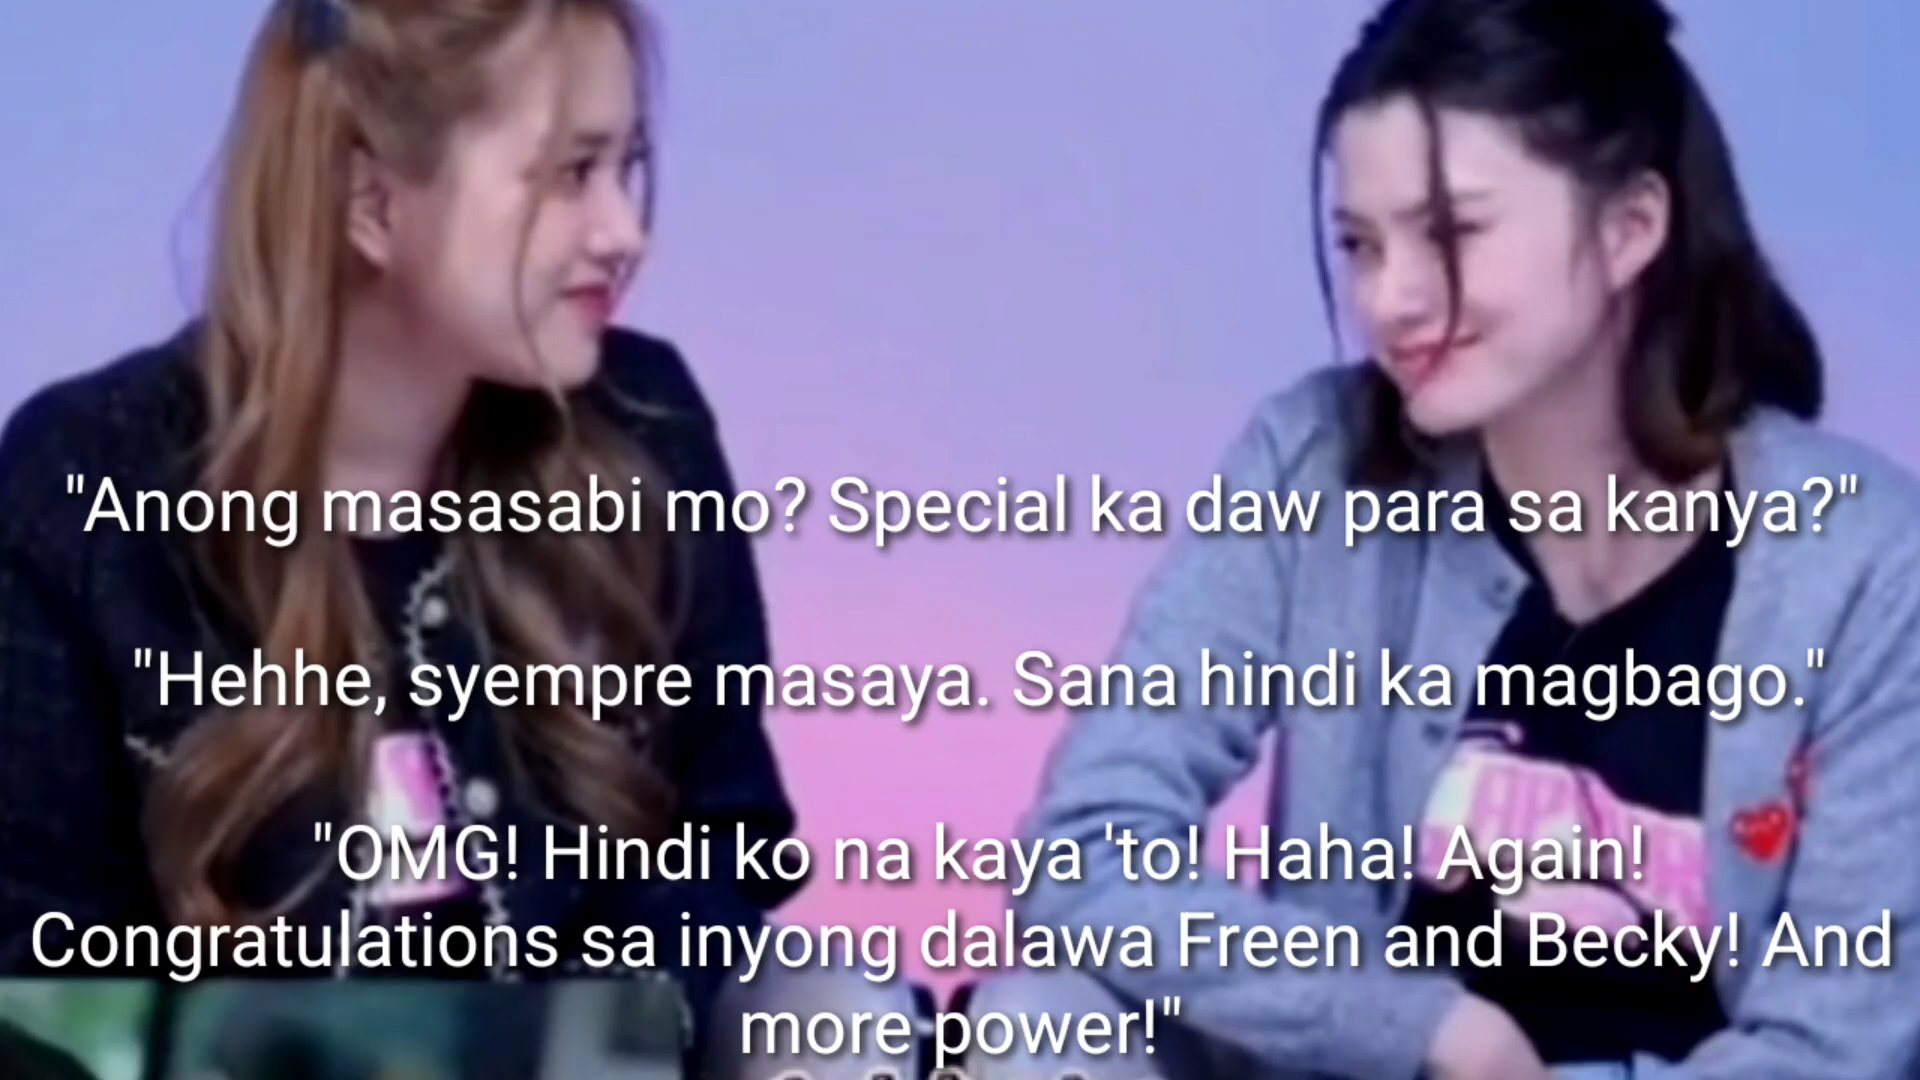 "Anong masasabi mo? Special ka daw para sa kanya?"
"Hehhe, syempre masaya. Sana hindi ka magbago."
"OMG! Hindi ko na kaya 'to! Haha! Again!
Congratulations sa inyong dalawa Freen and Becky! And
more power!"